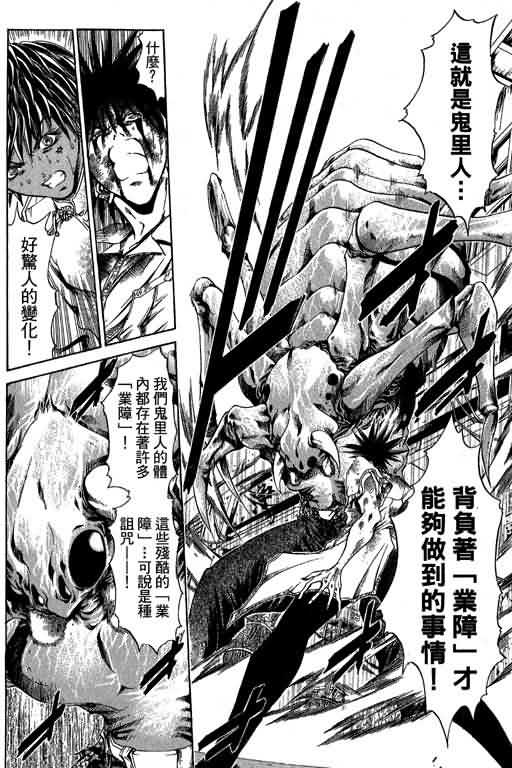 這就是鬼里人⋯
背負著「業障」才
能夠做到的事情！
什麼？
好驚人的變化！
我們鬼里人的體
內都存在著許多
「業障」！
這些殘酷的「業
障」⋯可說是種
詛咒——！